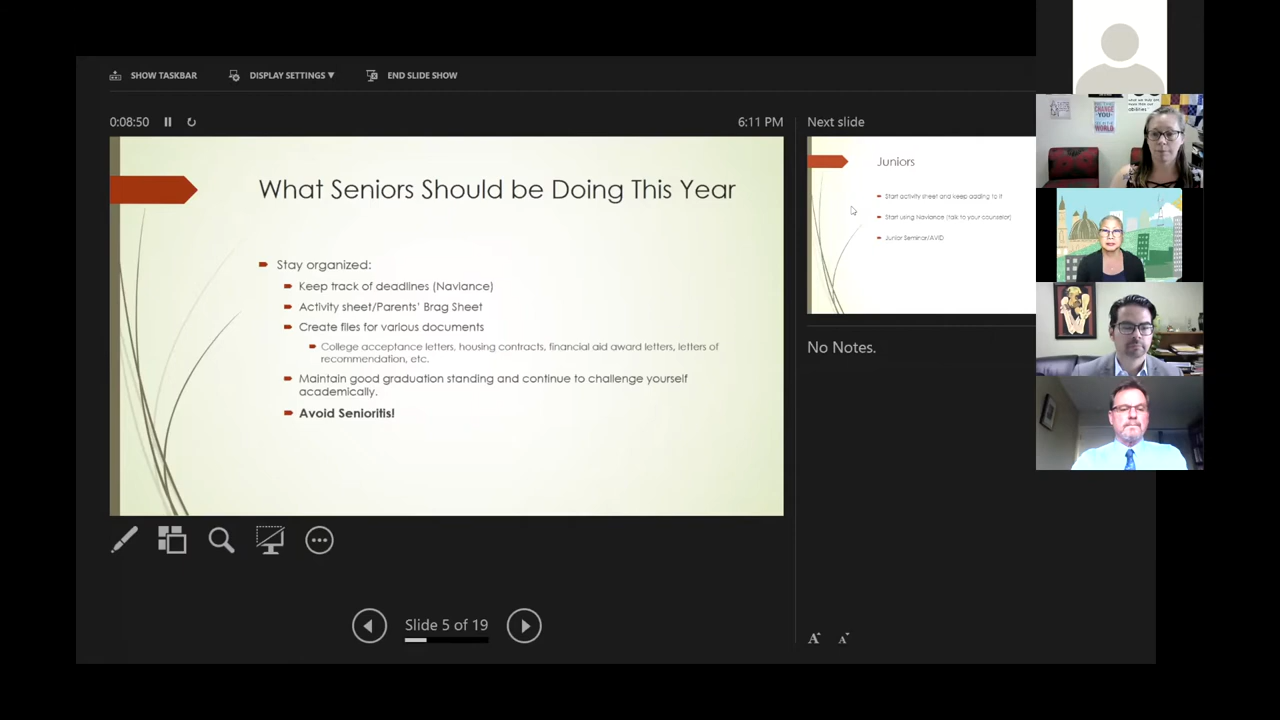 SHOW TASKBAR
DISPLAY SETTINGS ▼
END SLIDE SHOW
0:08:50
6:11 PM
What Seniors Should be Doing This Year
Stay organized:
Keep track of deadlines (Naviance)
Activity sheet/Parents’ Brag Sheet
Create files for various documents
College acceptance letters, housing contracts, financial aid award letters, letters of
recommendation, etc.
Maintain good graduation standing and continue to challenge yourself
academically.
Avoid Senioritis!
Slide 5 of 19
Next slide
Juniors
Start activity sheet and keep adding to it
Start using Naviance (talk to your counselor)
Junior Seminar/AVID
No Notes.
A
A
CHANGE
YOU
WORLD